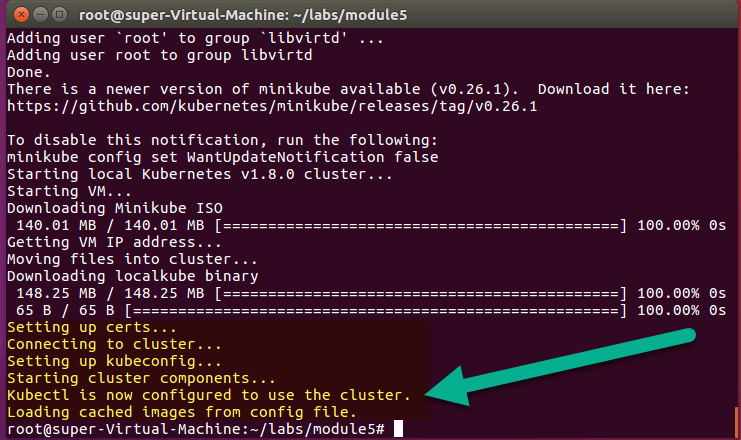 root@super-Virtual-Machine: ~/labs/module5
Adding user `root' to group `libvirtd' ...
Adding user root to group libvirtd
Done.
There is a newer version of minikube available (v0.26.1).  Download it here:
https://github.com/kubernetes/minikube/releases/tag/v0.26.1

To disable this notification, run the following:
minikube config set WantUpdateNotification false
Starting local Kubernetes v1.8.0 cluster...
Starting VM...
Downloading Minikube ISO
 140.01 MB / 140.01 MB [============================================] 100.00% 0s
Getting VM IP address...
Moving files into cluster...
Downloading localkube binary
 148.25 MB / 148.25 MB [============================================] 100.00% 0s
 65 B / 65 B [======================================================] 100.00% 0s
Setting up certs...
Connecting to cluster...
Setting up kubeconfig...
Starting cluster components...
Kubectl is now configured to use the cluster.
Loading cached images from config file.
root@super-Virtual-Machine:~/labs/module5#